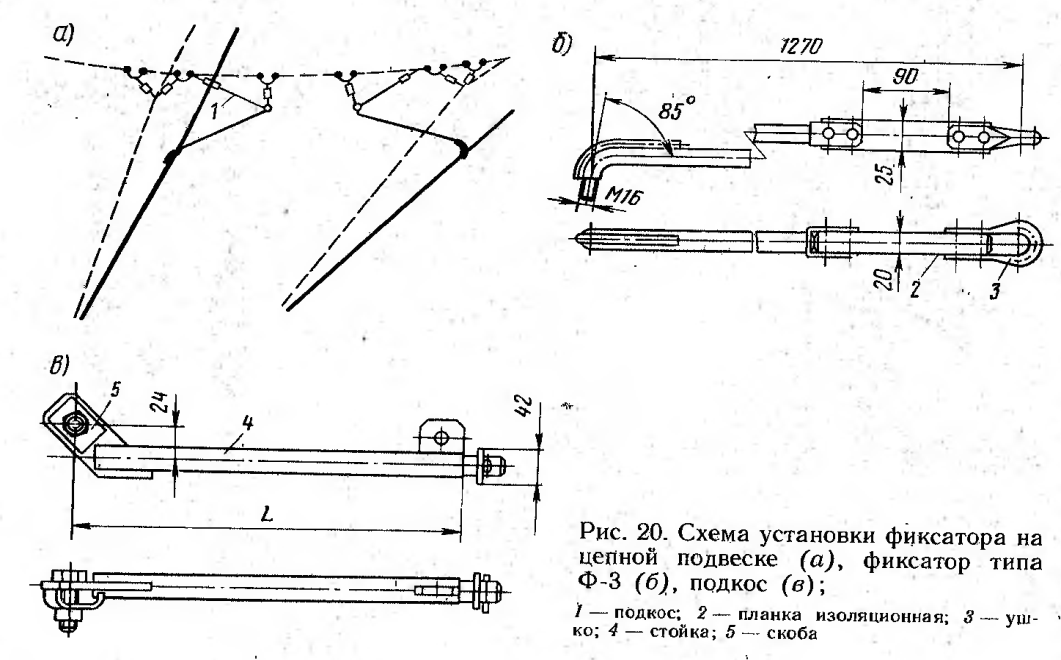 а)
1
б)
1270
90
85°
25
М16
20
2
3
в)
5
24
4
42
L
Рис. 20. Схема установки фиксатора на
цепной подвеске (а), фиксатор типа
Ф-3 (б), подкос (в);
1 — подкос; 2 — планка изоляционная; 3 — уш-
ко; 4 — стойка; 5 — скоба